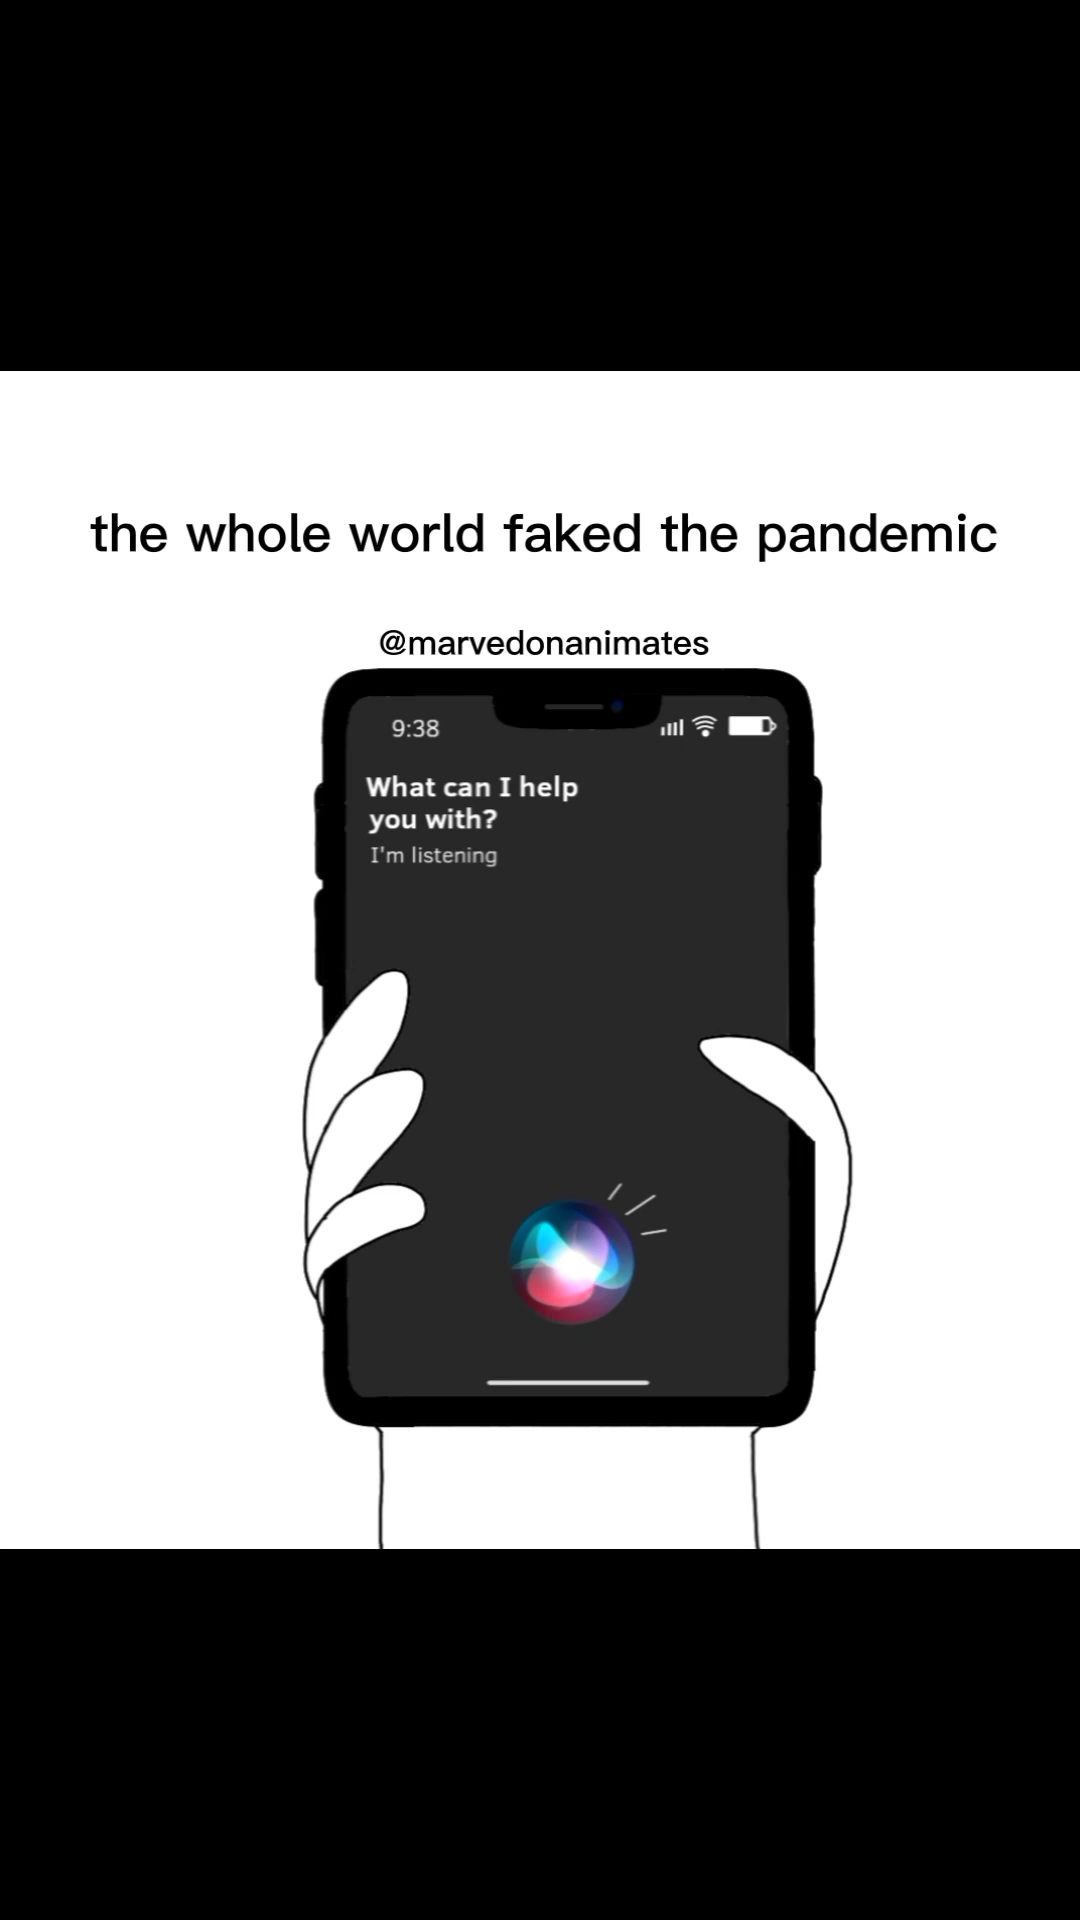 the whole world faked the pandemic
@marvedonanimates
9:38
What can I help
you with?
I'm listening